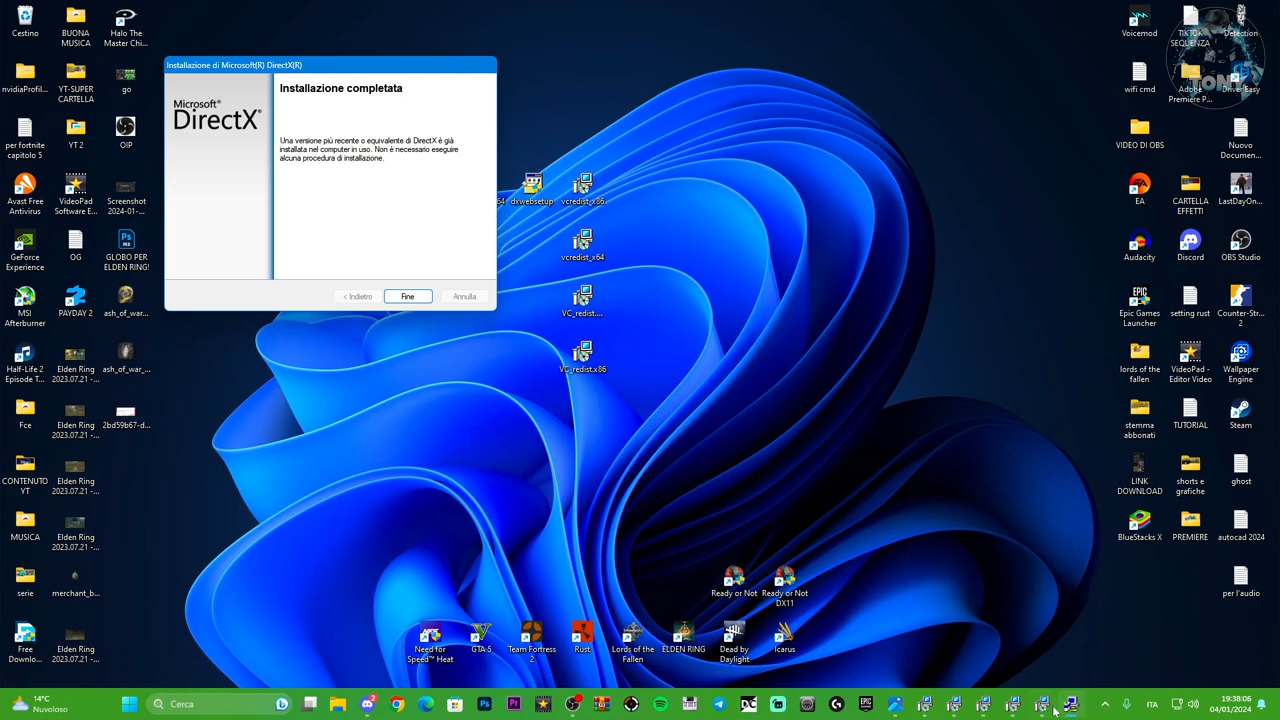 Cestino
BUONA
MUSICA
Halo The
Master Chi...
nvidiaProfil...
YT-SUPER
CARTELLA
go
per fortnite
capitolo 5
YT 2
OIP
Avast Free
Antivirus
VideoPad
Software E...
Screenshot
2024-01-...
GeForce
Experience
OG
GLOBO PER
ELDEN RING!
MSI
Afterburner
PAYDAY 2
ash_of_war...
Half-Life 2
Episode T...
Elden Ring
2023.07.21 -...
ash_of_war_...
Fce
Elden Ring
2023.07.21 -...
2bd59b67-d...
CONTENUTO
YT
Elden Ring
2023.07.21 -...
MUSICA
Elden Ring
2023.07.21 -...
serie
merchant_b...
Free
Downlo...
Elden Ring
2023.07.21 -...
Installazione di Microsoft(R) DirectX(R)
Microsoft®
DirectX®
Installazione completata
Una versione più recente o equivalente di DirectX è già
installata nel computer in uso. Non è necessario eseguire
alcuna procedura di installazione.
< Indietro
Fine
Annulla
64
dxwebsetup
vcredist_x86
vcredist_x64
VC_redist....
VC_redist.x86
Ready or Not
Ready or Not
DX11
Need for
Speed™ Heat
GTA 5
Team Fortress
2
Rust
Lords of the
Fallen
ELDEN RING
Dead by
Daylight
Icarus
Voicemod
TIKTOK
SEQUENZA
Detection
wifi cmd
Adobe
Premiere P...
Driver Easy
TONY
VIDEO DI OBS
Nuovo
Documen...
EA
CARTELLA
EFFETTI
LastDayOn...
Audacity
Discord
OBS Studio
Epic Games
Launcher
setting rust
Counter-Str...
2
lords of the
fallen
VideoPad -
Editor Video
Wallpaper
Engine
stemma
abbonati
TUTORIAL
Steam
LINK
DOWNLOAD
shorts e
grafiche
ghost
BlueStacks X
PREMIERE
autocad 2024
per l'audio
14°C
Nuvoloso
Cerca
2
Ps
Pr
EPIC
ITA
19:38:06
04/01/2024